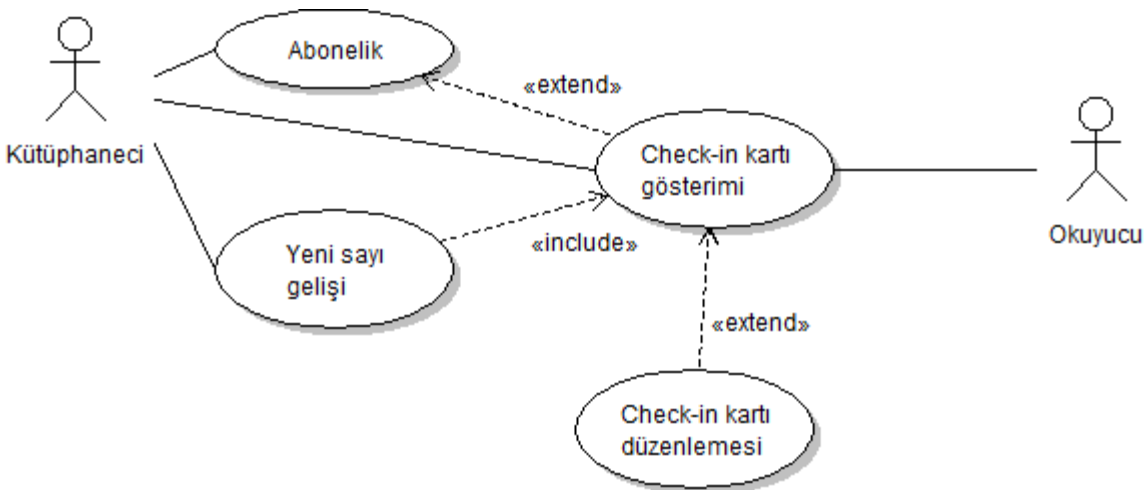 Abonelik
«extend»
Kütüphaneci
Check-in kartı
gösterimi
Okuyucu
Yeni sayı
gelişi
«include»
«extend»
Check-in kartı
düzenlemesi